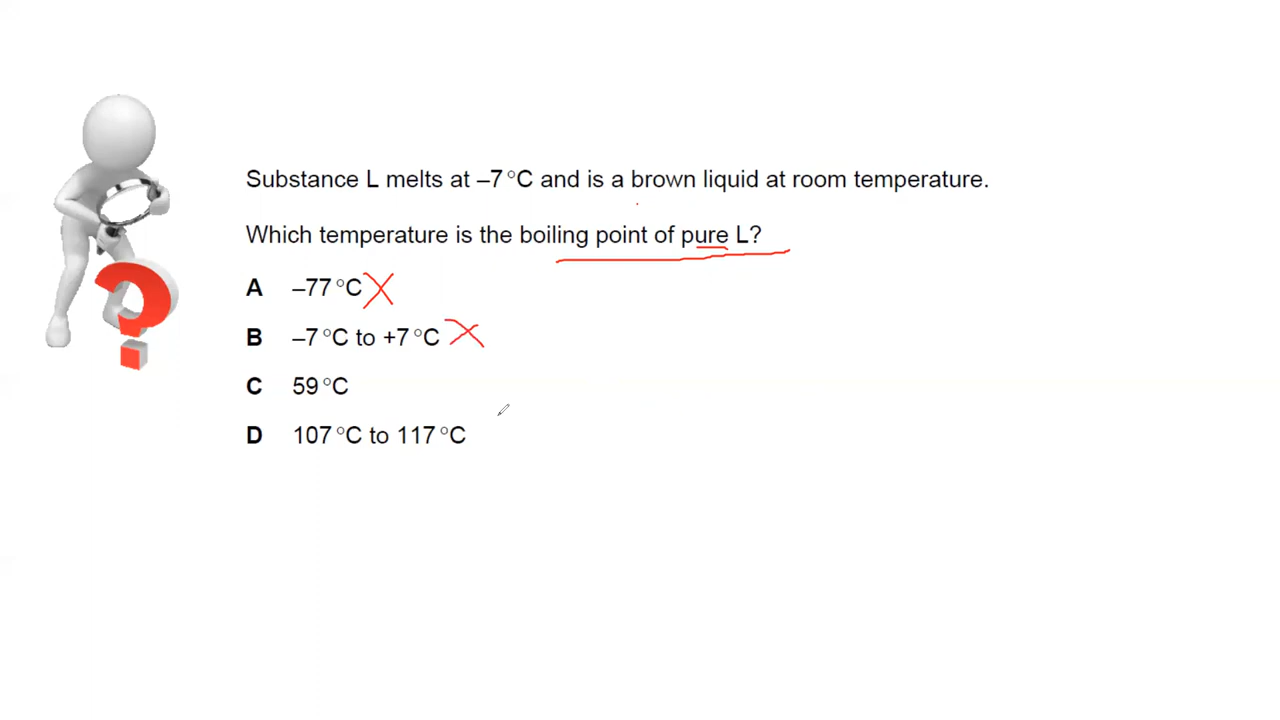 Substance L melts at –7 °C and is a brown liquid at room temperature.
Which temperature is the boiling point of pure L?
A –77 °C
B –7 °C to +7 °C
C 59 °C
D 107 °C to 117 °C